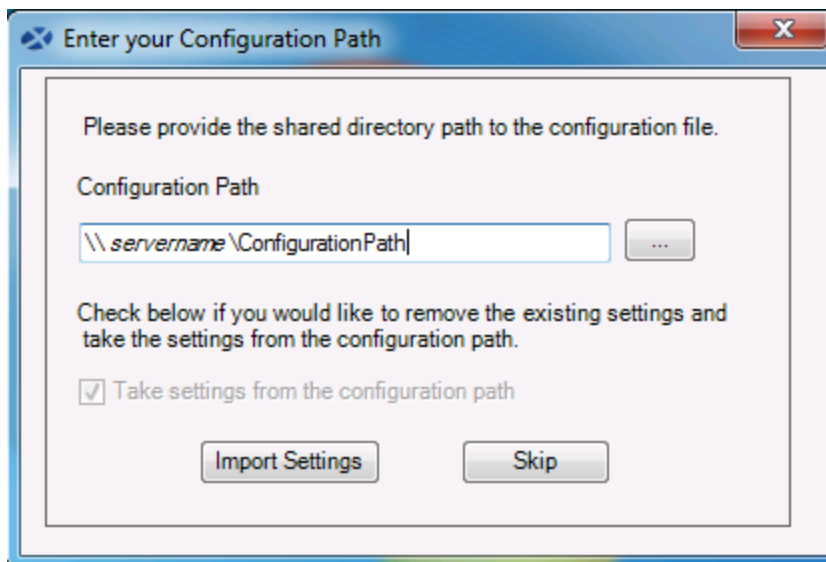 Enter your Configuration Path
Please provide the shared directory path to the configuration file.
Configuration Path
\\ servername \ConfigurationPath
...
Check below if you would like to remove the existing settings and
take the settings from the configuration path.
Take settings from the configuration path
Import Settings
Skip